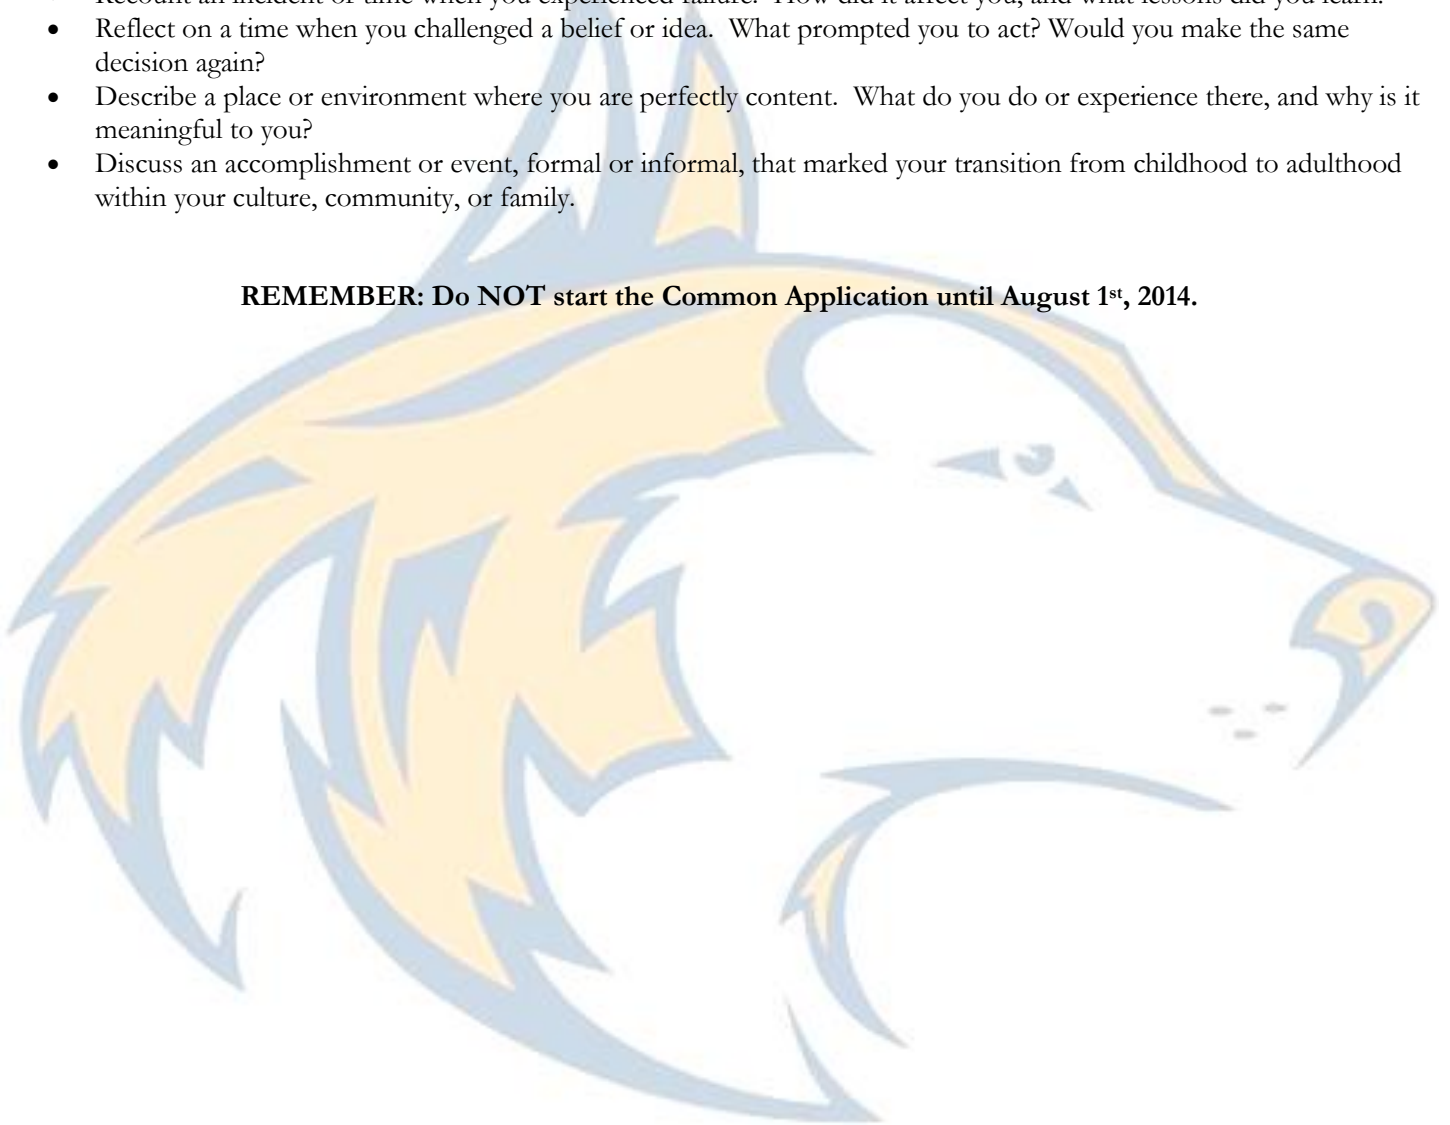 Recount an incident or time when you experienced failure.  How did it affect you, and what lessons did you learn?
• Reflect on a time when you challenged a belief or idea.  What prompted you to act? Would you make the same
decision again?
• Describe a place or environment where you are perfectly content.  What do you do or experience there, and why is it
meaningful to you?
• Discuss an accomplishment or event, formal or informal, that marked your transition from childhood to adulthood
within your culture, community, or family.
REMEMBER: Do NOT start the Common Application until August 1st, 2014.